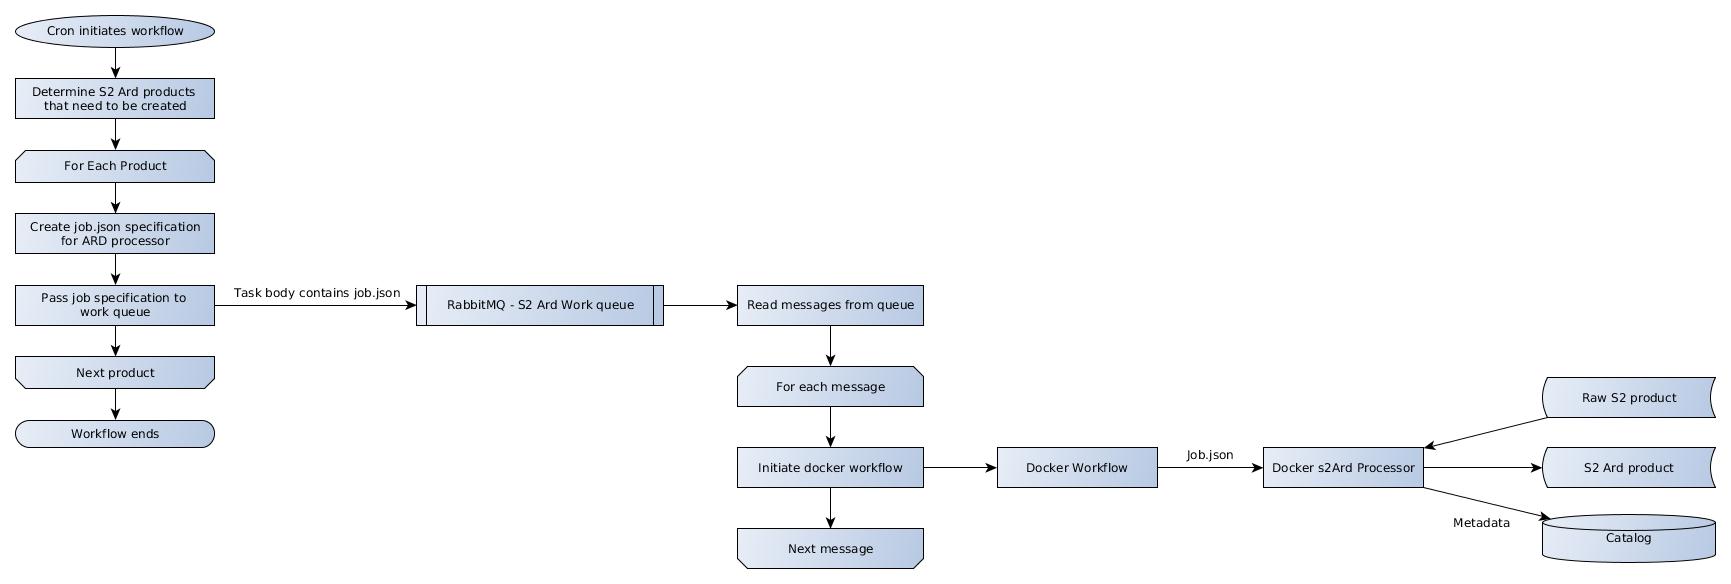 Cron initiates workflow
Determine S2 Ard products
that need to be created
For Each Product
Create job.json specification
for ARD processor
Pass job specification to
work queue
Next product
Workflow ends
Task body contains job.json
RabbitMQ - S2 Ard Work queue
Read messages from queue
For each message
Initiate docker workflow
Next message
Docker Workflow
Job.json
Docker s2Ard Processor
Raw S2 product
S2 Ard product
Metadata
Catalog